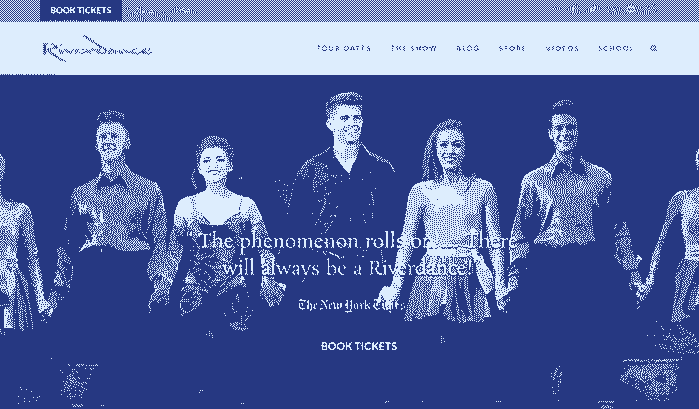 BOOK TICKETS
Riverdance
TOUR DATES THE SHOW BLOG STORE VIDEOS SCHOOL
The phenomenon rolls on... There
will always be a Riverdance!
The New York Times
BOOK TICKETS